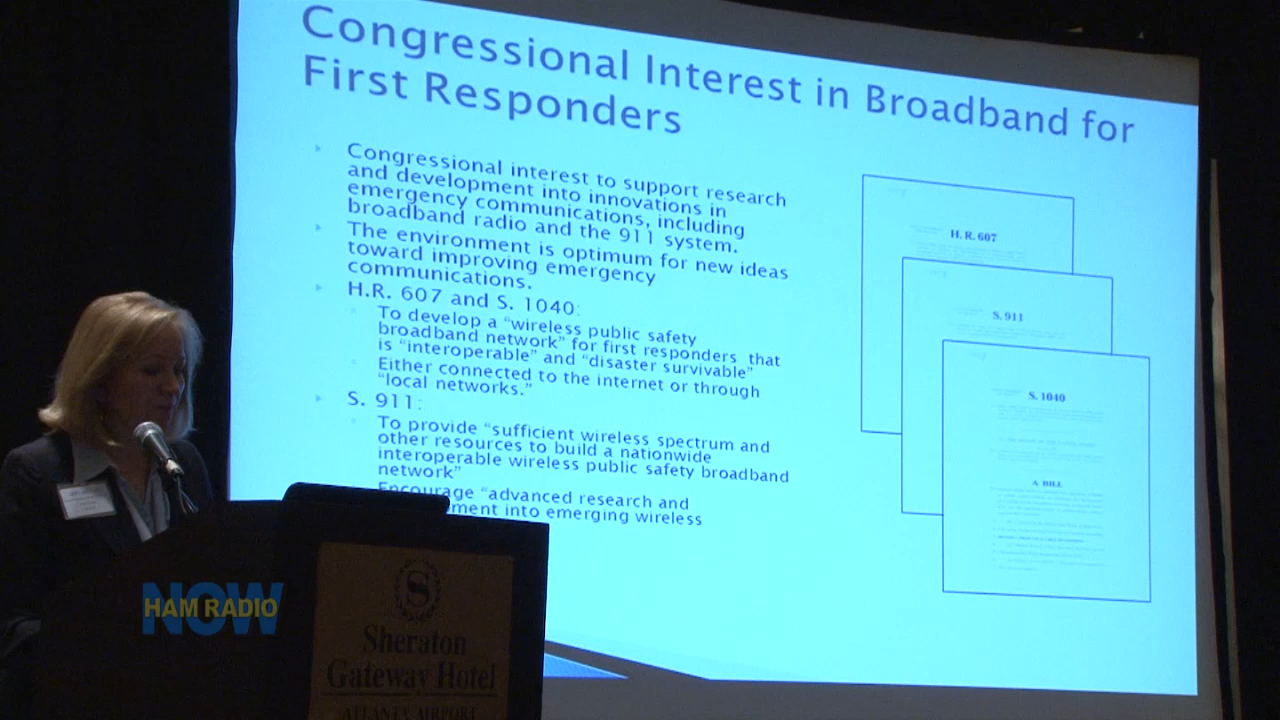 Congressional Interest in Broadband for
First Responders
Congressional interest to support research
and development into innovations in
emergency communications, including
broadband radio and the 911 system.
The environment is optimum for new ideas
toward improving emergency
communications.
H.R. 607 and S. 1040:
To develop a “wireless public safety
broadband network” for first responders that
is “interoperable” and “disaster survivable”
Either connected to the internet or through
“local networks.”
S. 911:
To provide “sufficient wireless spectrum and
other resources to build a nationwide
interoperable wireless public safety broadband
network”
Encourage “advanced research and
ment into emerging wireless
H. R. 607
S. 911
S. 1040
A BILL
NOW
HAM RADIO
S
Sheraton
Gateway Hotel
ATLANTA AIRPORT